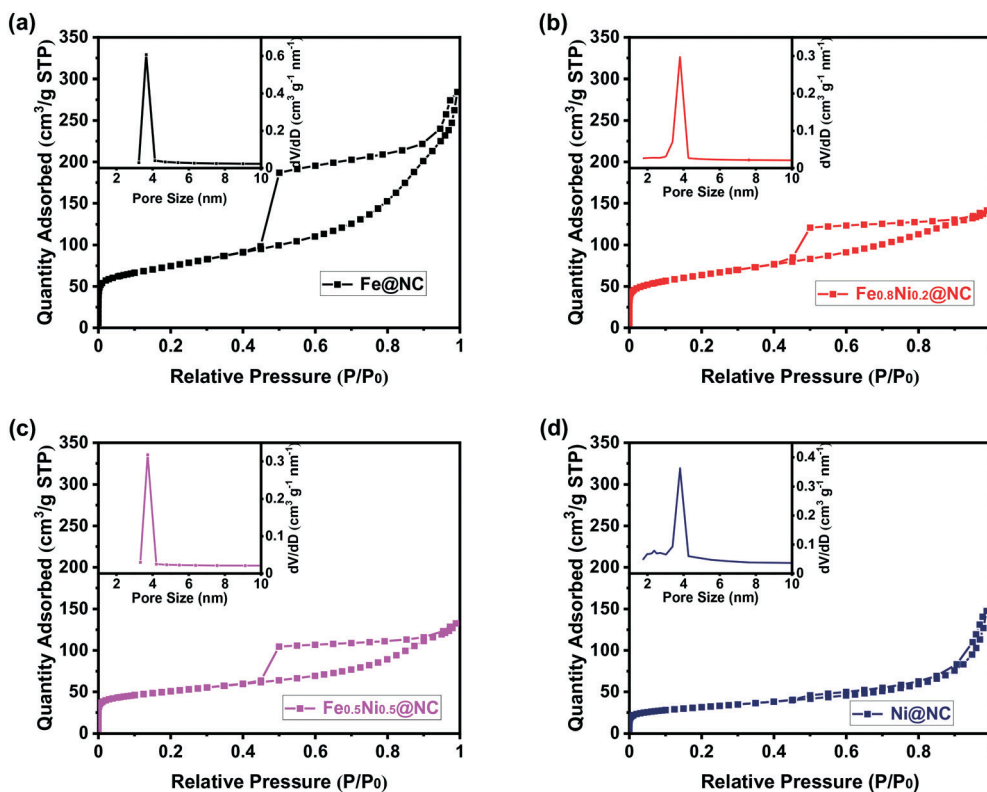 (a)
350
300
250
200
150
100
50
0
Quantity Adsorbed (cm³/g STP)
0 0.2 0.4 0.6 0.8 1
Relative Pressure (P/P₀)
Fe@NC
2 4 6 8 10
Pore Size (nm)
0.6
0.4
0.2
0
dV/dD (cm³ g⁻¹ nm⁻¹)
(b)
350
300
250
200
150
100
50
0
Quantity Adsorbed (cm³/g STP)
0 0.2 0.4 0.6 0.8
Relative Pressure (P/P₀)
Fe₀.₈Ni₀.₂@NC
2 4 6 8 10
Pore Size (nm)
0.3
0.2
0.1
0
dV/dD (cm³ g⁻¹ nm⁻¹)
(c)
350
300
250
200
150
100
50
0
Quantity Adsorbed (cm³/g STP)
0 0.2 0.4 0.6 0.8 1
Relative Pressure (P/P₀)
Fe₀.₅Ni₀.₅@NC
2 4 6 8 10
Pore Size (nm)
0.3
0.2
0.1
0
dV/dD (cm³ g⁻¹ nm⁻¹)
(d)
350
300
250
200
150
100
50
0
Quantity Adsorbed (cm³/g STP)
0 0.2 0.4 0.6 0.8
Relative Pressure (P/P₀)
Ni@NC
2 4 6 8 10
Pore Size (nm)
0.4
0.3
0.2
0.1
0
dV/dD (cm³ g⁻¹ nm⁻¹)